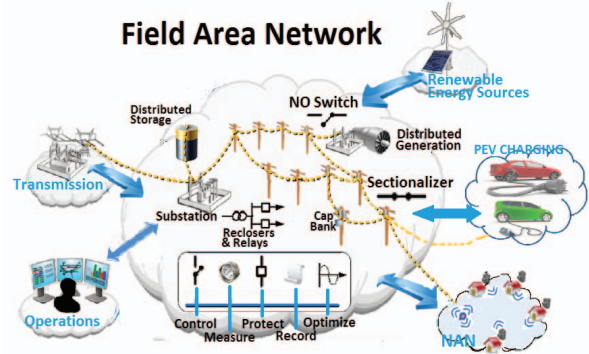 Field Area Network
Renewable
Energy Sources
Distributed
Storage
NO Switch
Distributed
Generation
PEV CHARGING
Transmission
Sectionalizer
Substation
Reclosers
& Relays
Cap
Bank
Operations
Control
Measure
Protect
Record
Optimize
NAN